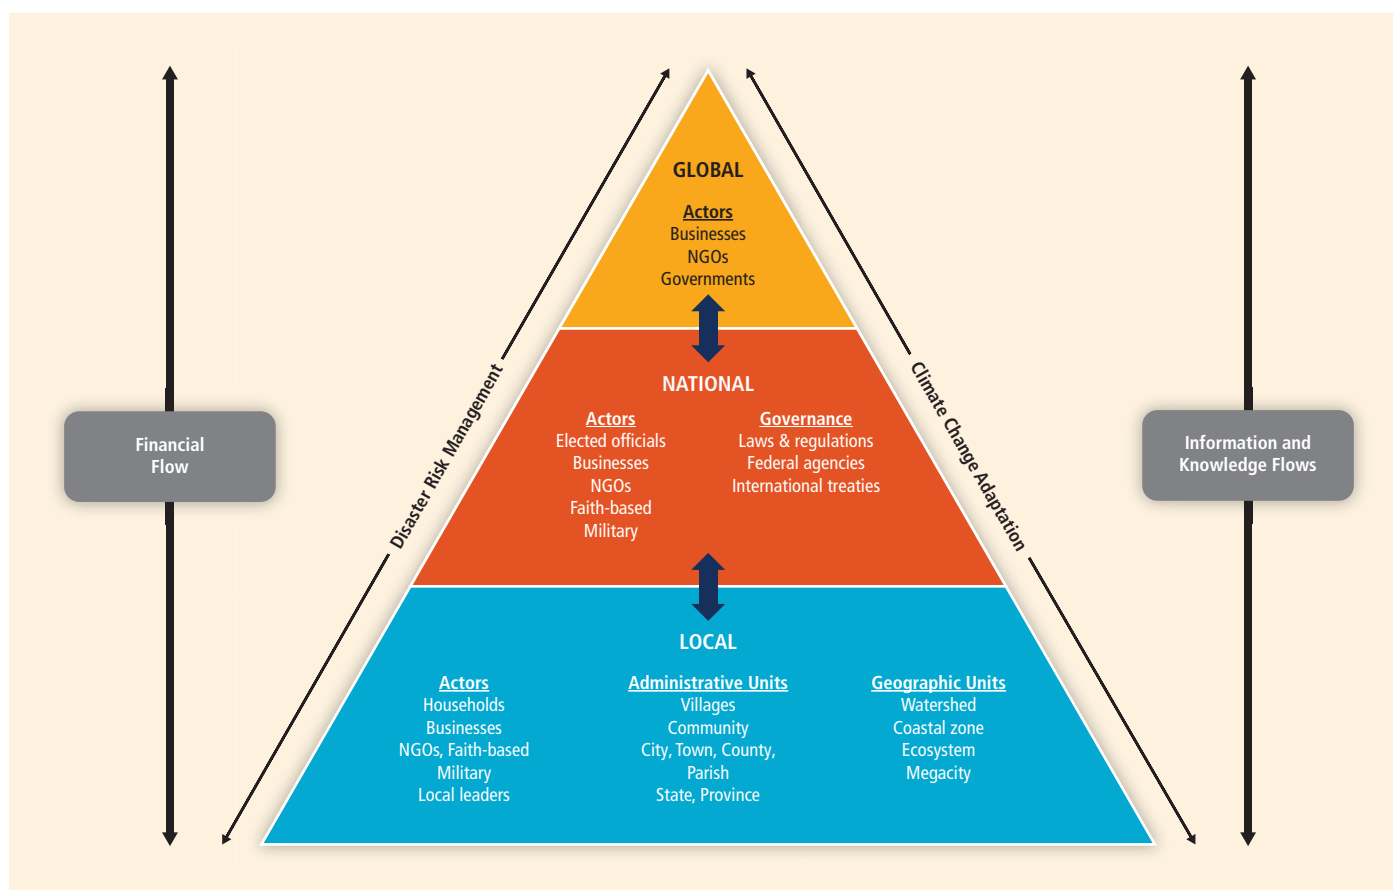 GLOBAL
Actors
Businesses
NGOs
Governments
NATIONAL
Actors
Elected officials
Businesses
NGOs
Faith-based
Military
Governance
Laws & regulations
Federal agencies
International treaties
LOCAL
Actors
Households
Businesses
NGOs, Faith-based
Military
Local leaders
Administrative Units
Villages
Community
City, Town, County,
Parish
State, Province
Geographic Units
Watershed
Coastal zone
Ecosystem
Megacity
Financial
Flow
Disaster Risk Management
Climate Change Adaptation
Information and
Knowledge Flows